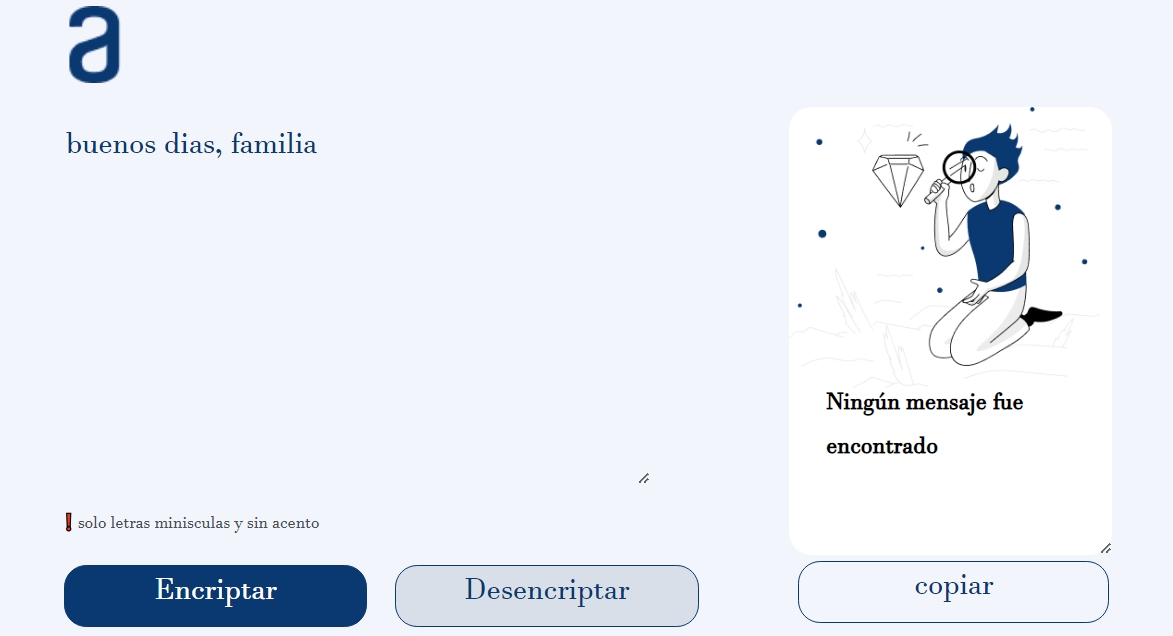 a
buenos dias, familia
Ningún mensaje fue
encontrado
❗ solo letras minisculas y sin acento
Encriptar
Desencriptar
copiar